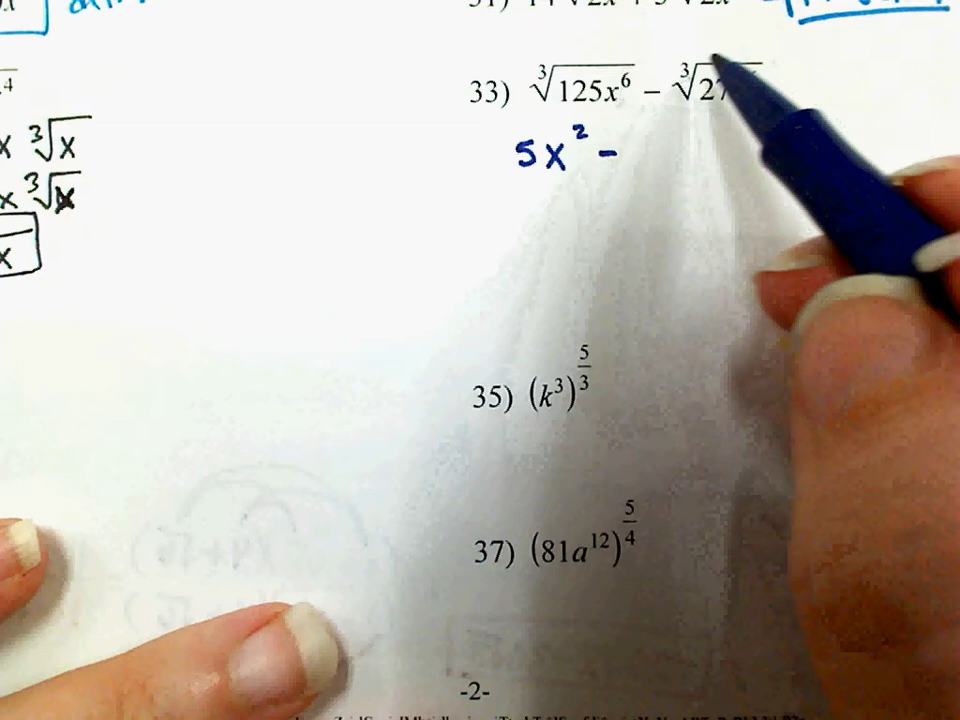 33) ∛125x⁶ − ∛27
5x² −
x ∛x
x ∛x
x
35) (k³)^(5/3)
37) (81a¹²)^(5/4)
-2-